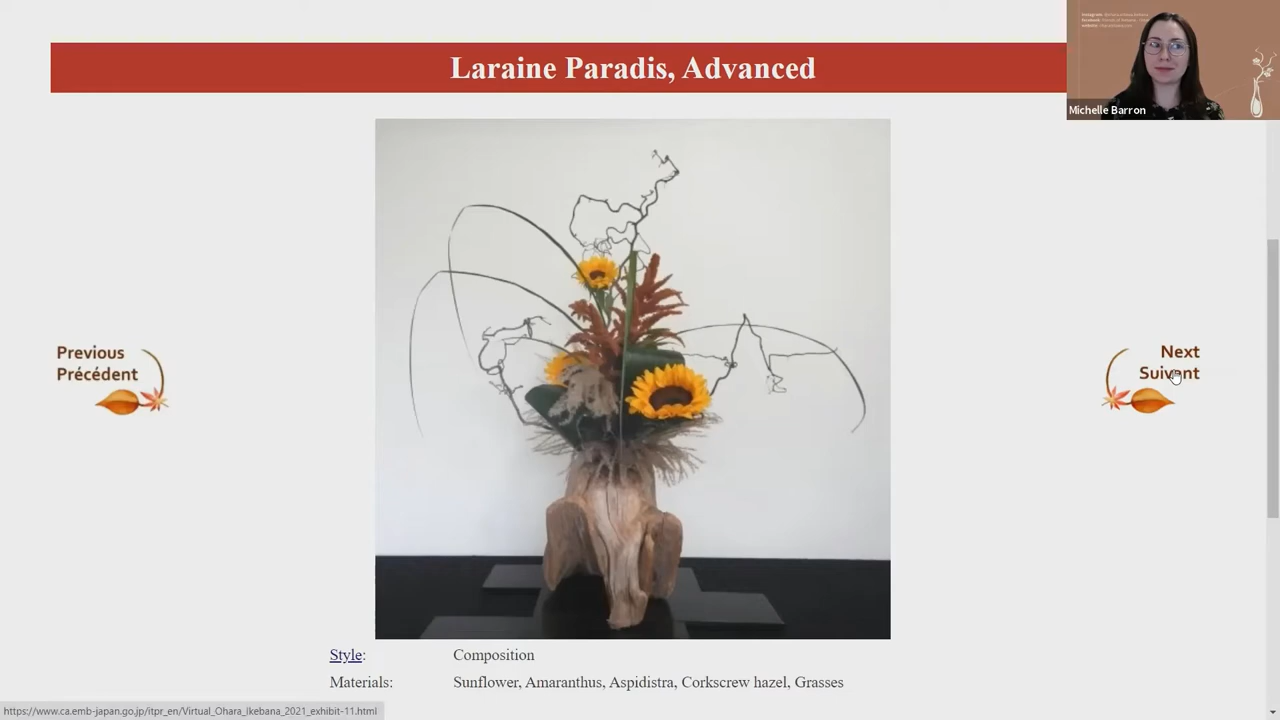 Laraine Paradis, Advanced
Michelle Barron
Previous
Précédent
Next
Suivant
Style:
Composition
Materials:
Sunflower, Amaranthus, Aspidistra, Corkscrew hazel, Grasses
https://www.ca.emb-japan.go.jp/itpr_en/Virtual_Ohara_Ikebana_2021_exhibit-11.html